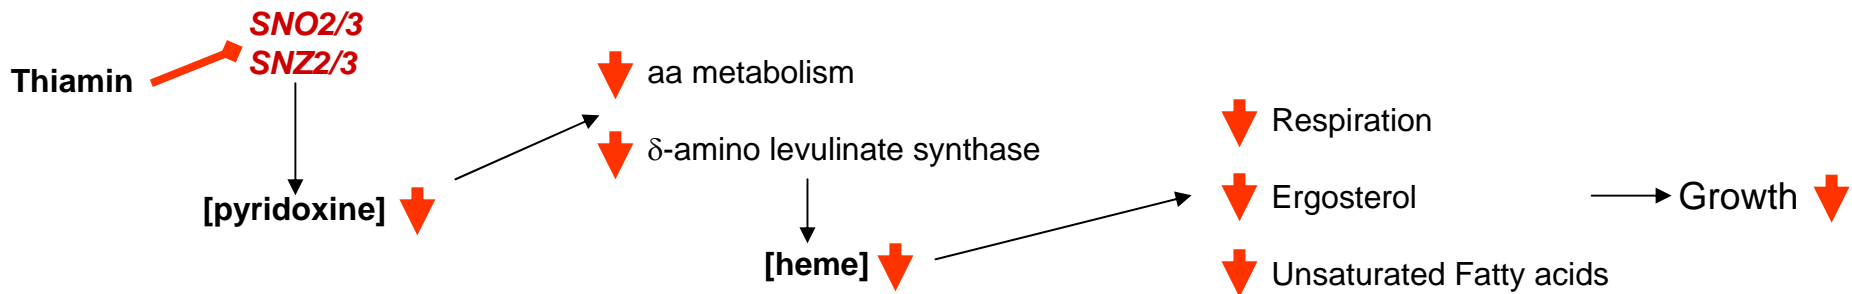 SNO2/3
SNZ2/3
Thiamin
[pyridoxine]
aa metabolism
δ-amino levulinate synthase
[heme]
Respiration
Ergosterol
Unsaturated Fatty acids
Growth